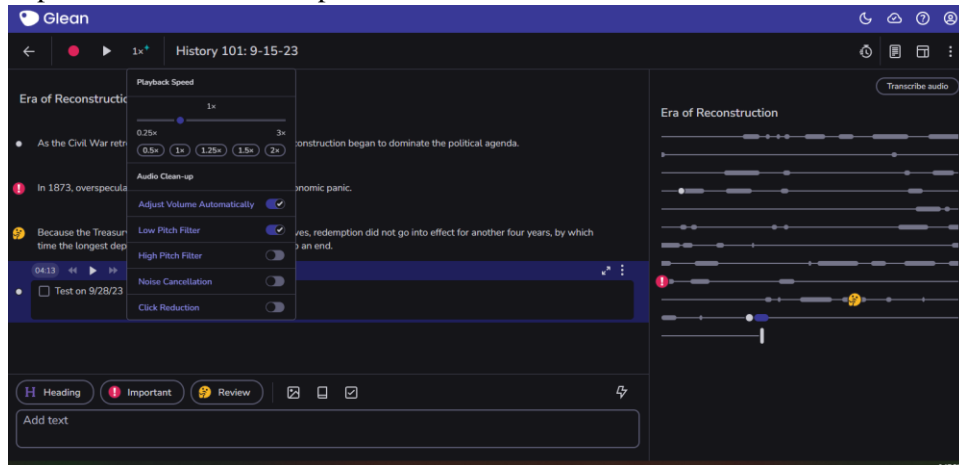 Glean
1x+
History 101: 9-15-23
Playback Speed
1x
0.25x
3x
0.5x
1x
1.25x
1.5x
2x
Audio Clean-up
Adjust Volume Automatically
Low Pitch Filter
High Pitch Filter
Noise Cancellation
Click Reduction
Era of Reconstructio
As the Civil War retr
onstruction began to dominate the political agenda.
In 1873, overspecula
onomic panic.
Because the Treasur
ves, redemption did not go into effect for another four years, by which
time the longest dep
o an end.
04:13
Test on 9/28/23
H Heading
Important
Review
Add text
Transcribe audio
Era of Reconstruction